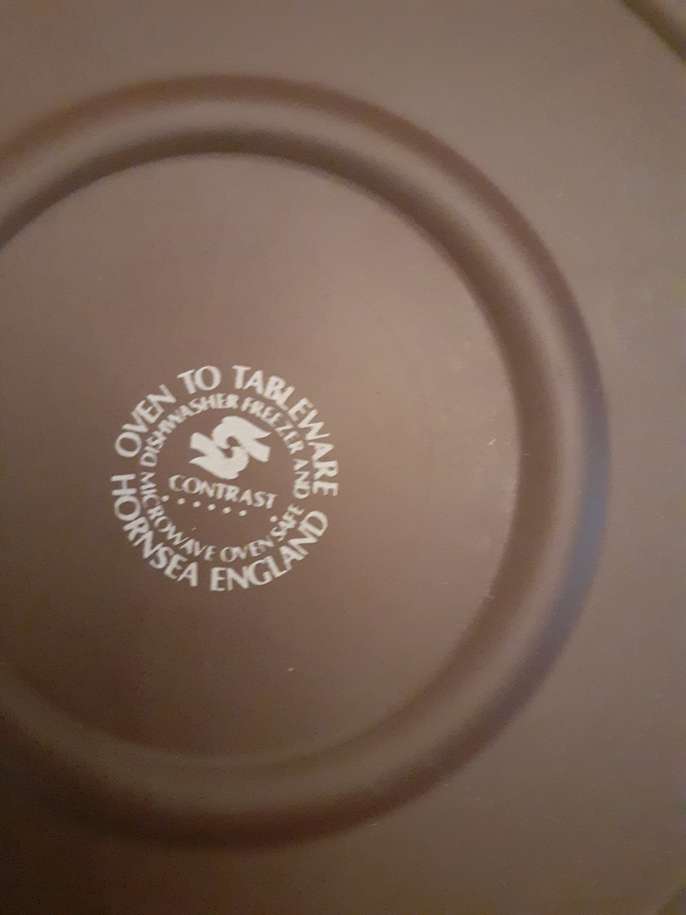 OVEN TO TABLEWARE
DISHWASHER FREEZER AND
CONTRAST
MICROWAVE OVEN SAFE
HORNSEA ENGLAND